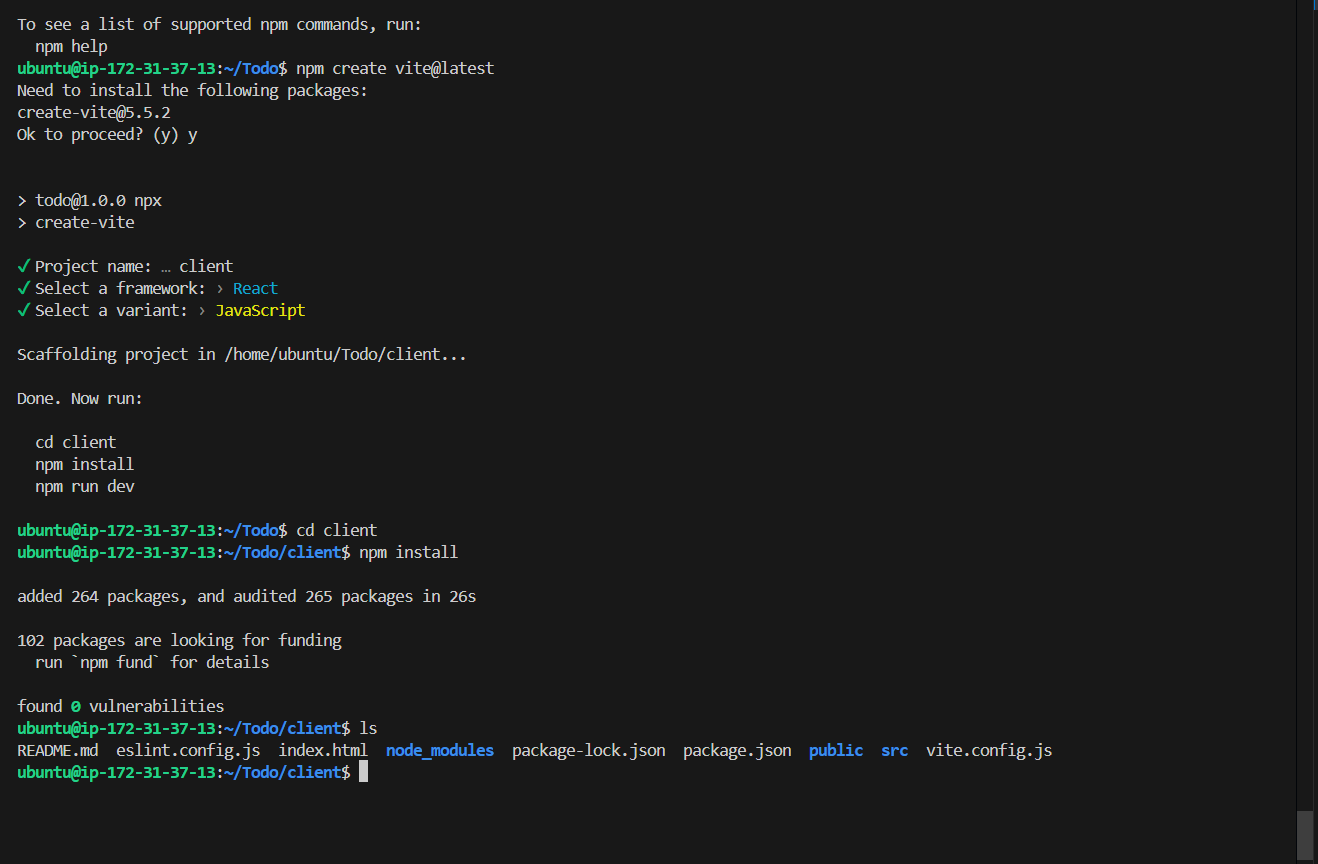 To see a list of supported npm commands, run:
  npm help
ubuntu@ip-172-31-37-13:~/Todo$ npm create vite@latest
Need to install the following packages:
create-vite@5.5.2
Ok to proceed? (y) y
> todo@1.0.0 npx
> create-vite
✓ Project name: … client
✓ Select a framework: › React
✓ Select a variant: › JavaScript
Scaffolding project in /home/ubuntu/Todo/client...
Done. Now run:
  cd client
  npm install
  npm run dev
ubuntu@ip-172-31-37-13:~/Todo$ cd client
ubuntu@ip-172-31-37-13:~/Todo/client$ npm install
added 264 packages, and audited 265 packages in 26s
102 packages are looking for funding
  run `npm fund` for details
found 0 vulnerabilities
ubuntu@ip-172-31-37-13:~/Todo/client$ ls
README.md  eslint.config.js  index.html  node_modules  package-lock.json  package.json  public  src  vite.config.js
ubuntu@ip-172-31-37-13:~/Todo/client$